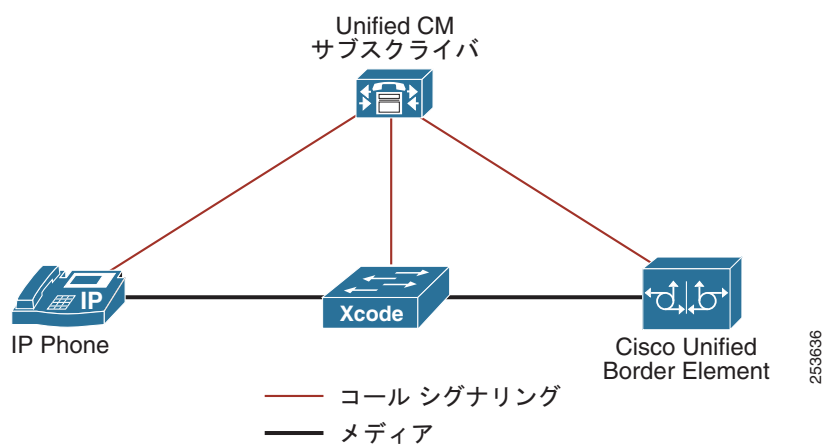 Unified CM
サブスクライバ
IP
Xcode
IP Phone
Cisco Unified
Border Element
253636
コール シグナリング
メディア